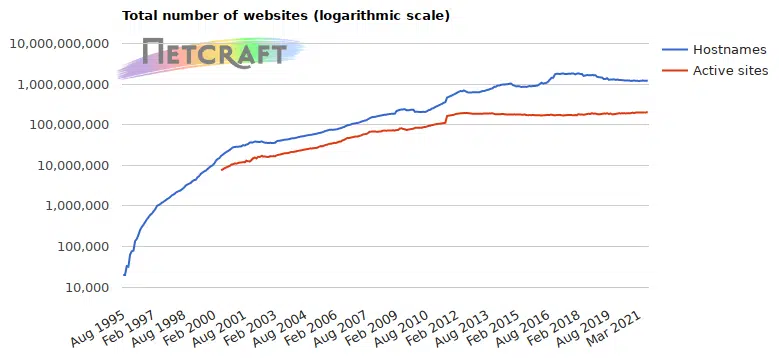 Total number of websites (logarithmic scale)
NETCRAFT
Hostnames
Active sites
10,000,000,000
1,000,000,000
100,000,000
10,000,000
1,000,000
100,000
10,000
Aug 1995
Feb 1997
Aug 1998
Feb 2000
Aug 2001
Feb 2003
Aug 2004
Feb 2006
Aug 2007
Feb 2009
Aug 2010
Feb 2012
Aug 2013
Feb 2015
Aug 2016
Feb 2018
Aug 2019
Mar 2021